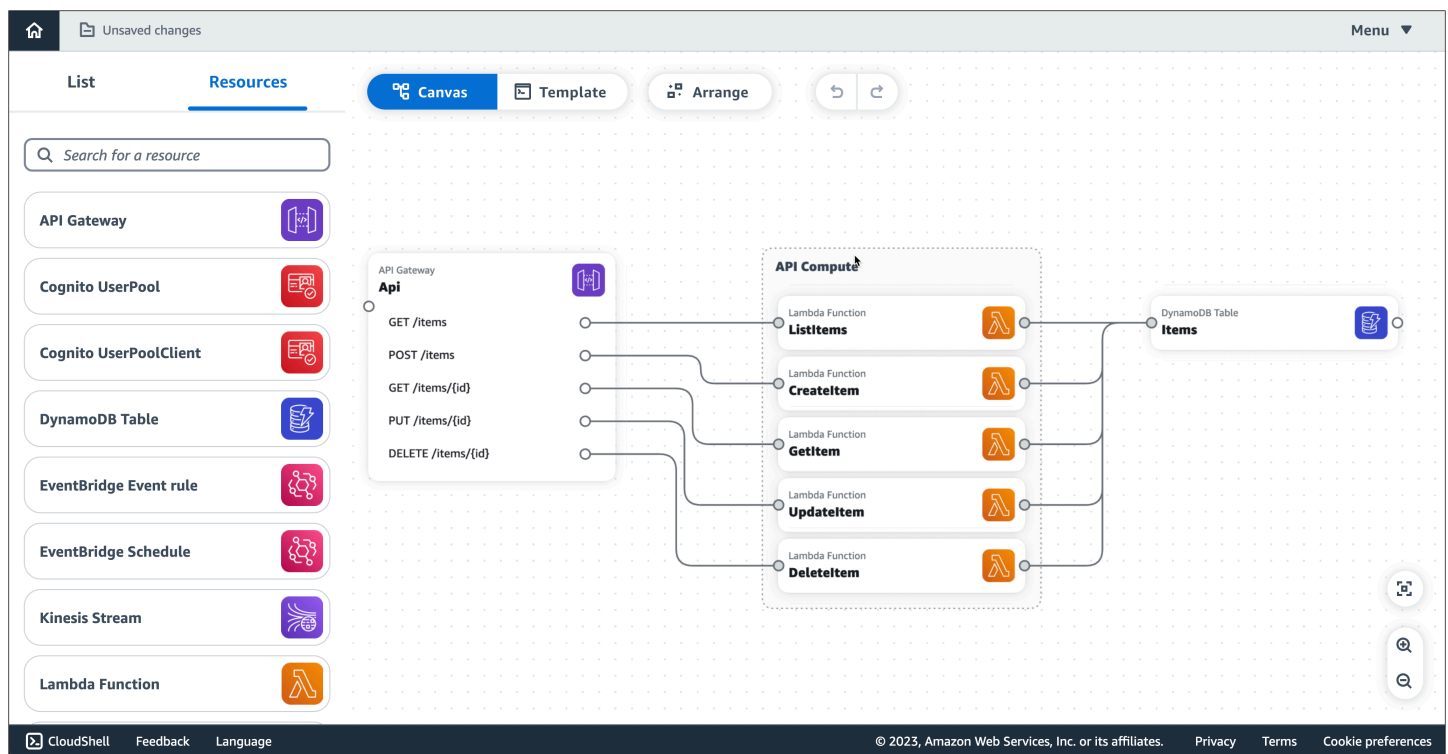 Unsaved changes
Menu ▼
List
Resources
Canvas
Template
Arrange
Search for a resource
API Gateway
Cognito UserPool
Cognito UserPoolClient
DynamoDB Table
EventBridge Event rule
EventBridge Schedule
Kinesis Stream
Lambda Function
API Gateway
Api
GET /items
POST /items
GET /items/{id}
PUT /items/{id}
DELETE /items/{id}
API Compute
Lambda Function
ListItems
Lambda Function
CreateItem
Lambda Function
GetItem
Lambda Function
UpdateItem
Lambda Function
DeleteItem
DynamoDB Table
Items
CloudShell Feedback Language © 2023, Amazon Web Services, Inc. or its affiliates. Privacy Terms Cookie preferences